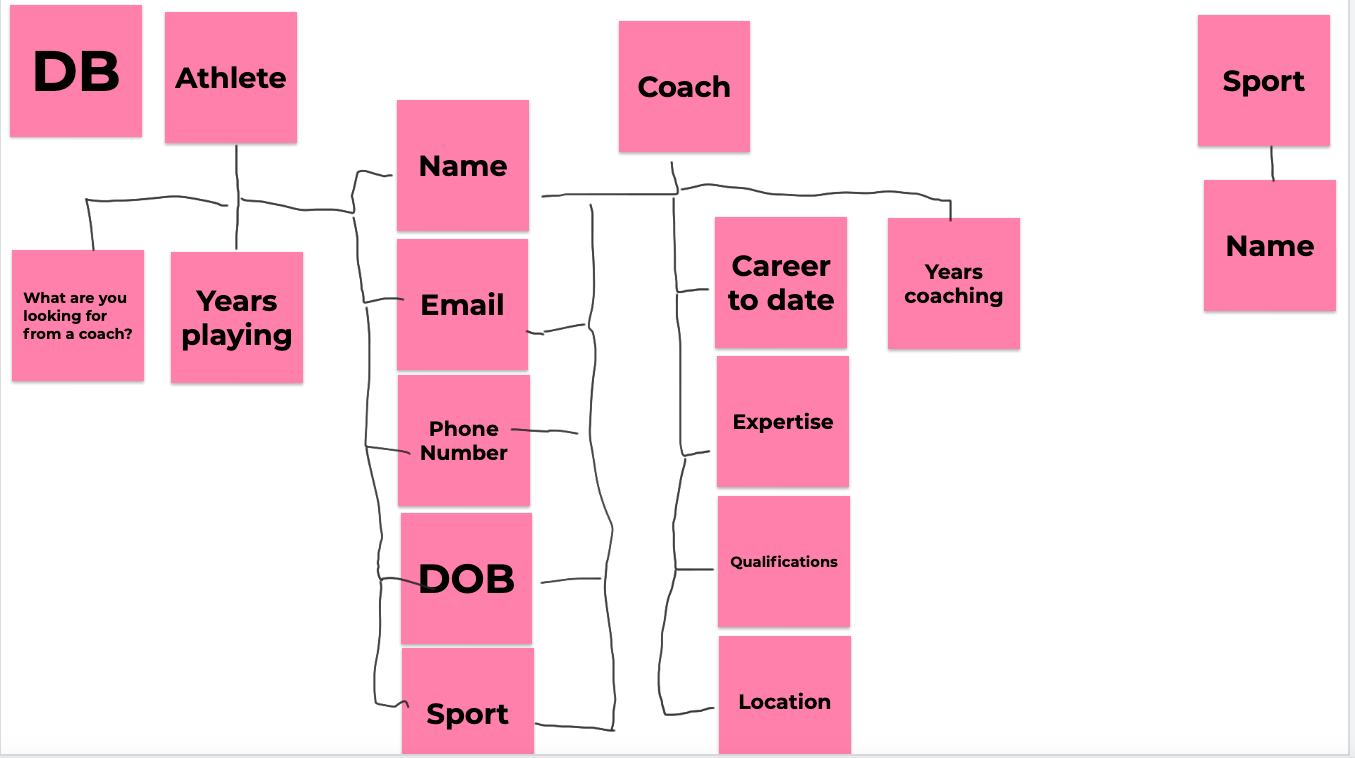 DB
Athlete
Coach
Sport
Name
Name
Email
Phone
Number
DOB
Sport
What are you
looking for
from a coach?
Years
playing
Career
to date
Years
coaching
Expertise
Qualifications
Location